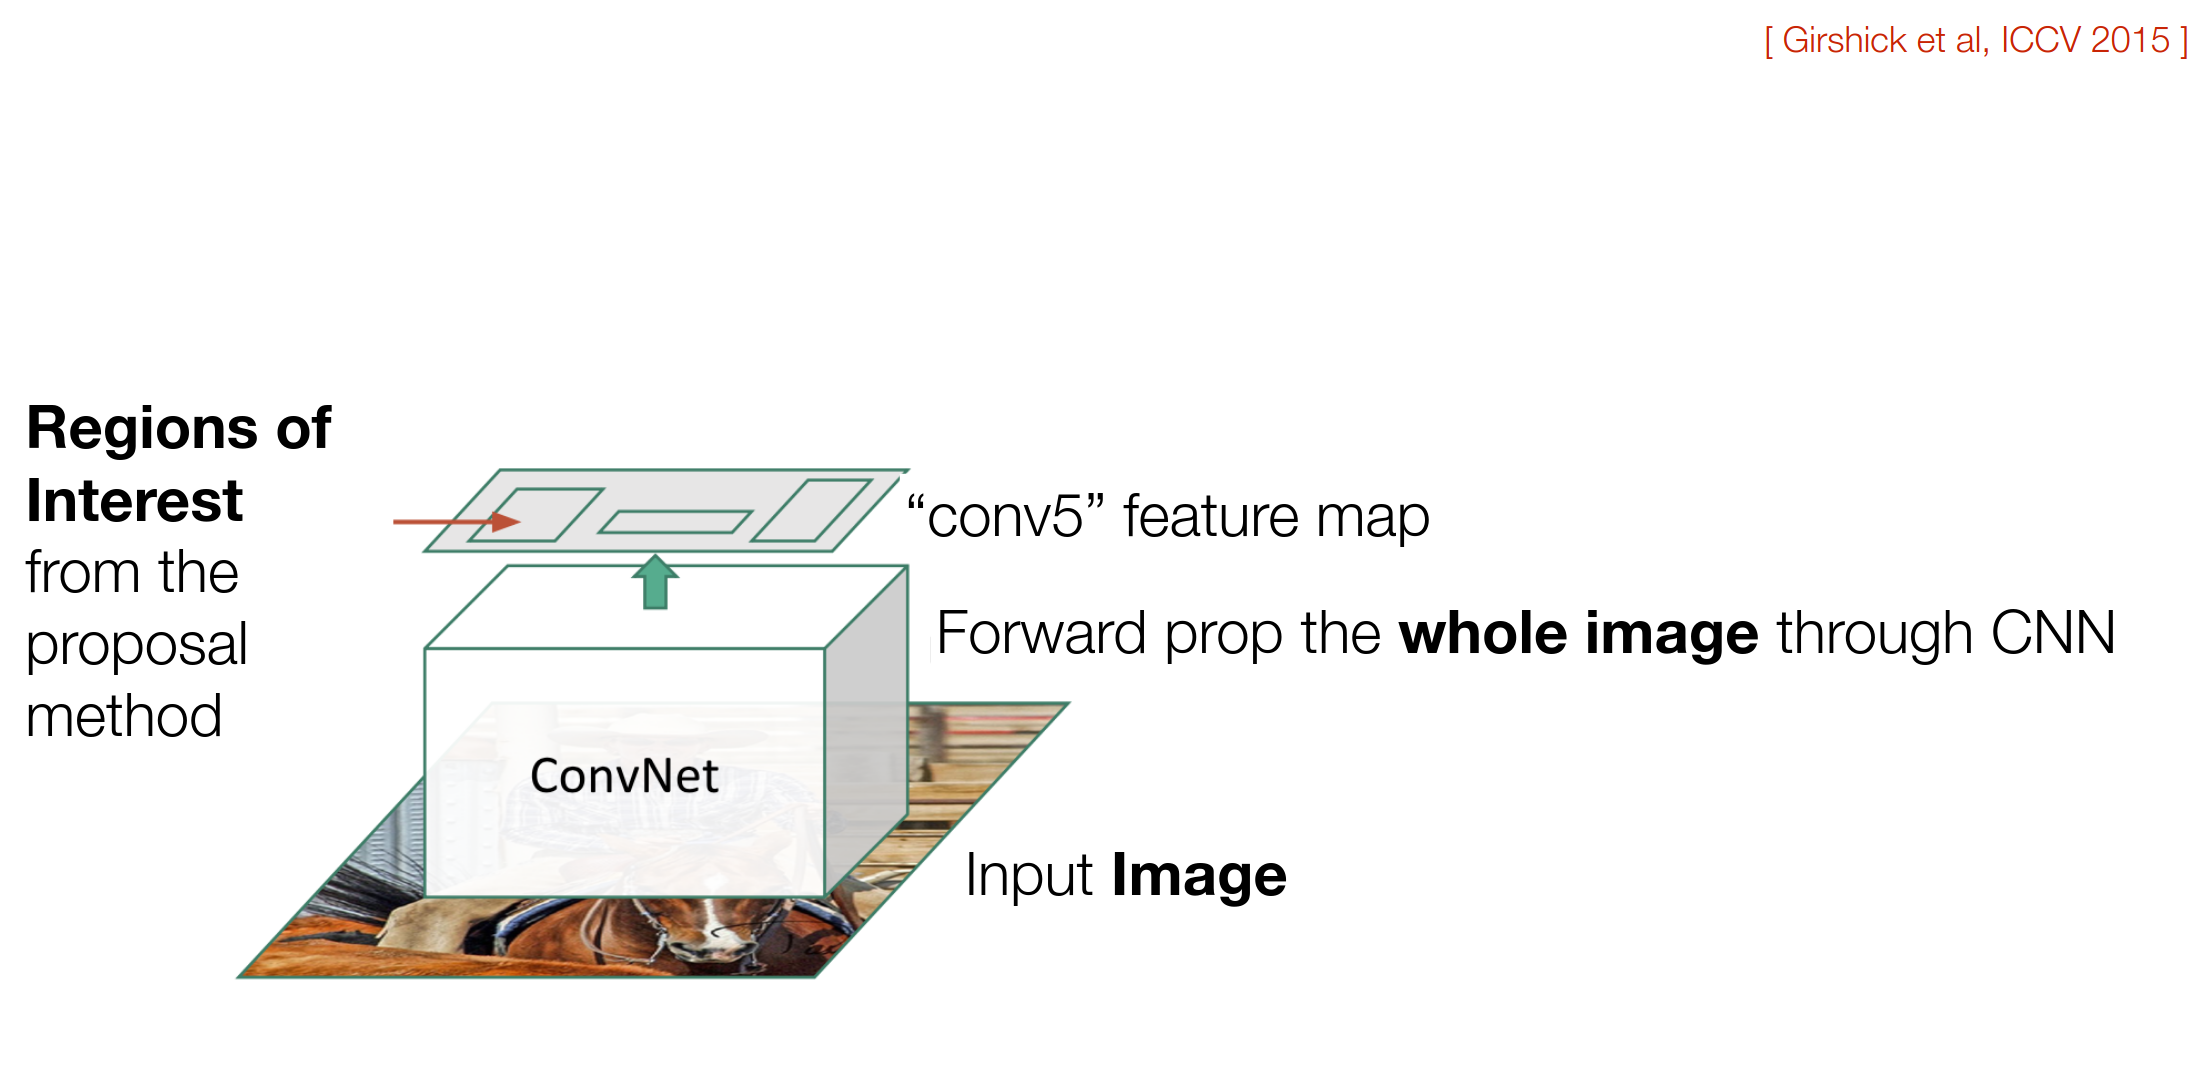 [ Girshick et al, ICCV 2015 ]
Regions of
Interest
from the
proposal
method
“conv5” feature map
Forward prop the whole image through CNN
ConvNet
Input Image